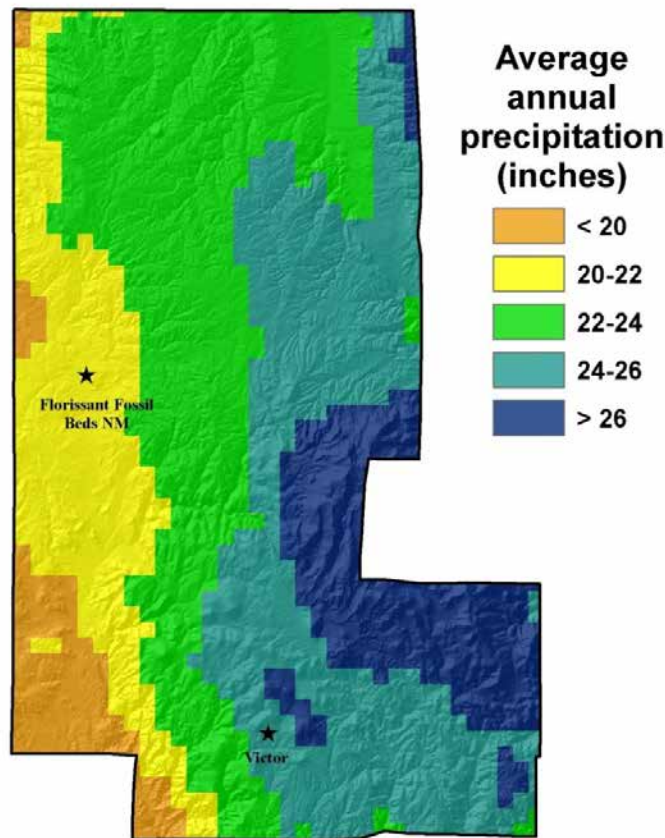 Average
annual
precipitation
(inches)
< 20
20-22
22-24
24-26
> 26
Florissant Fossil
Beds NM
Victor